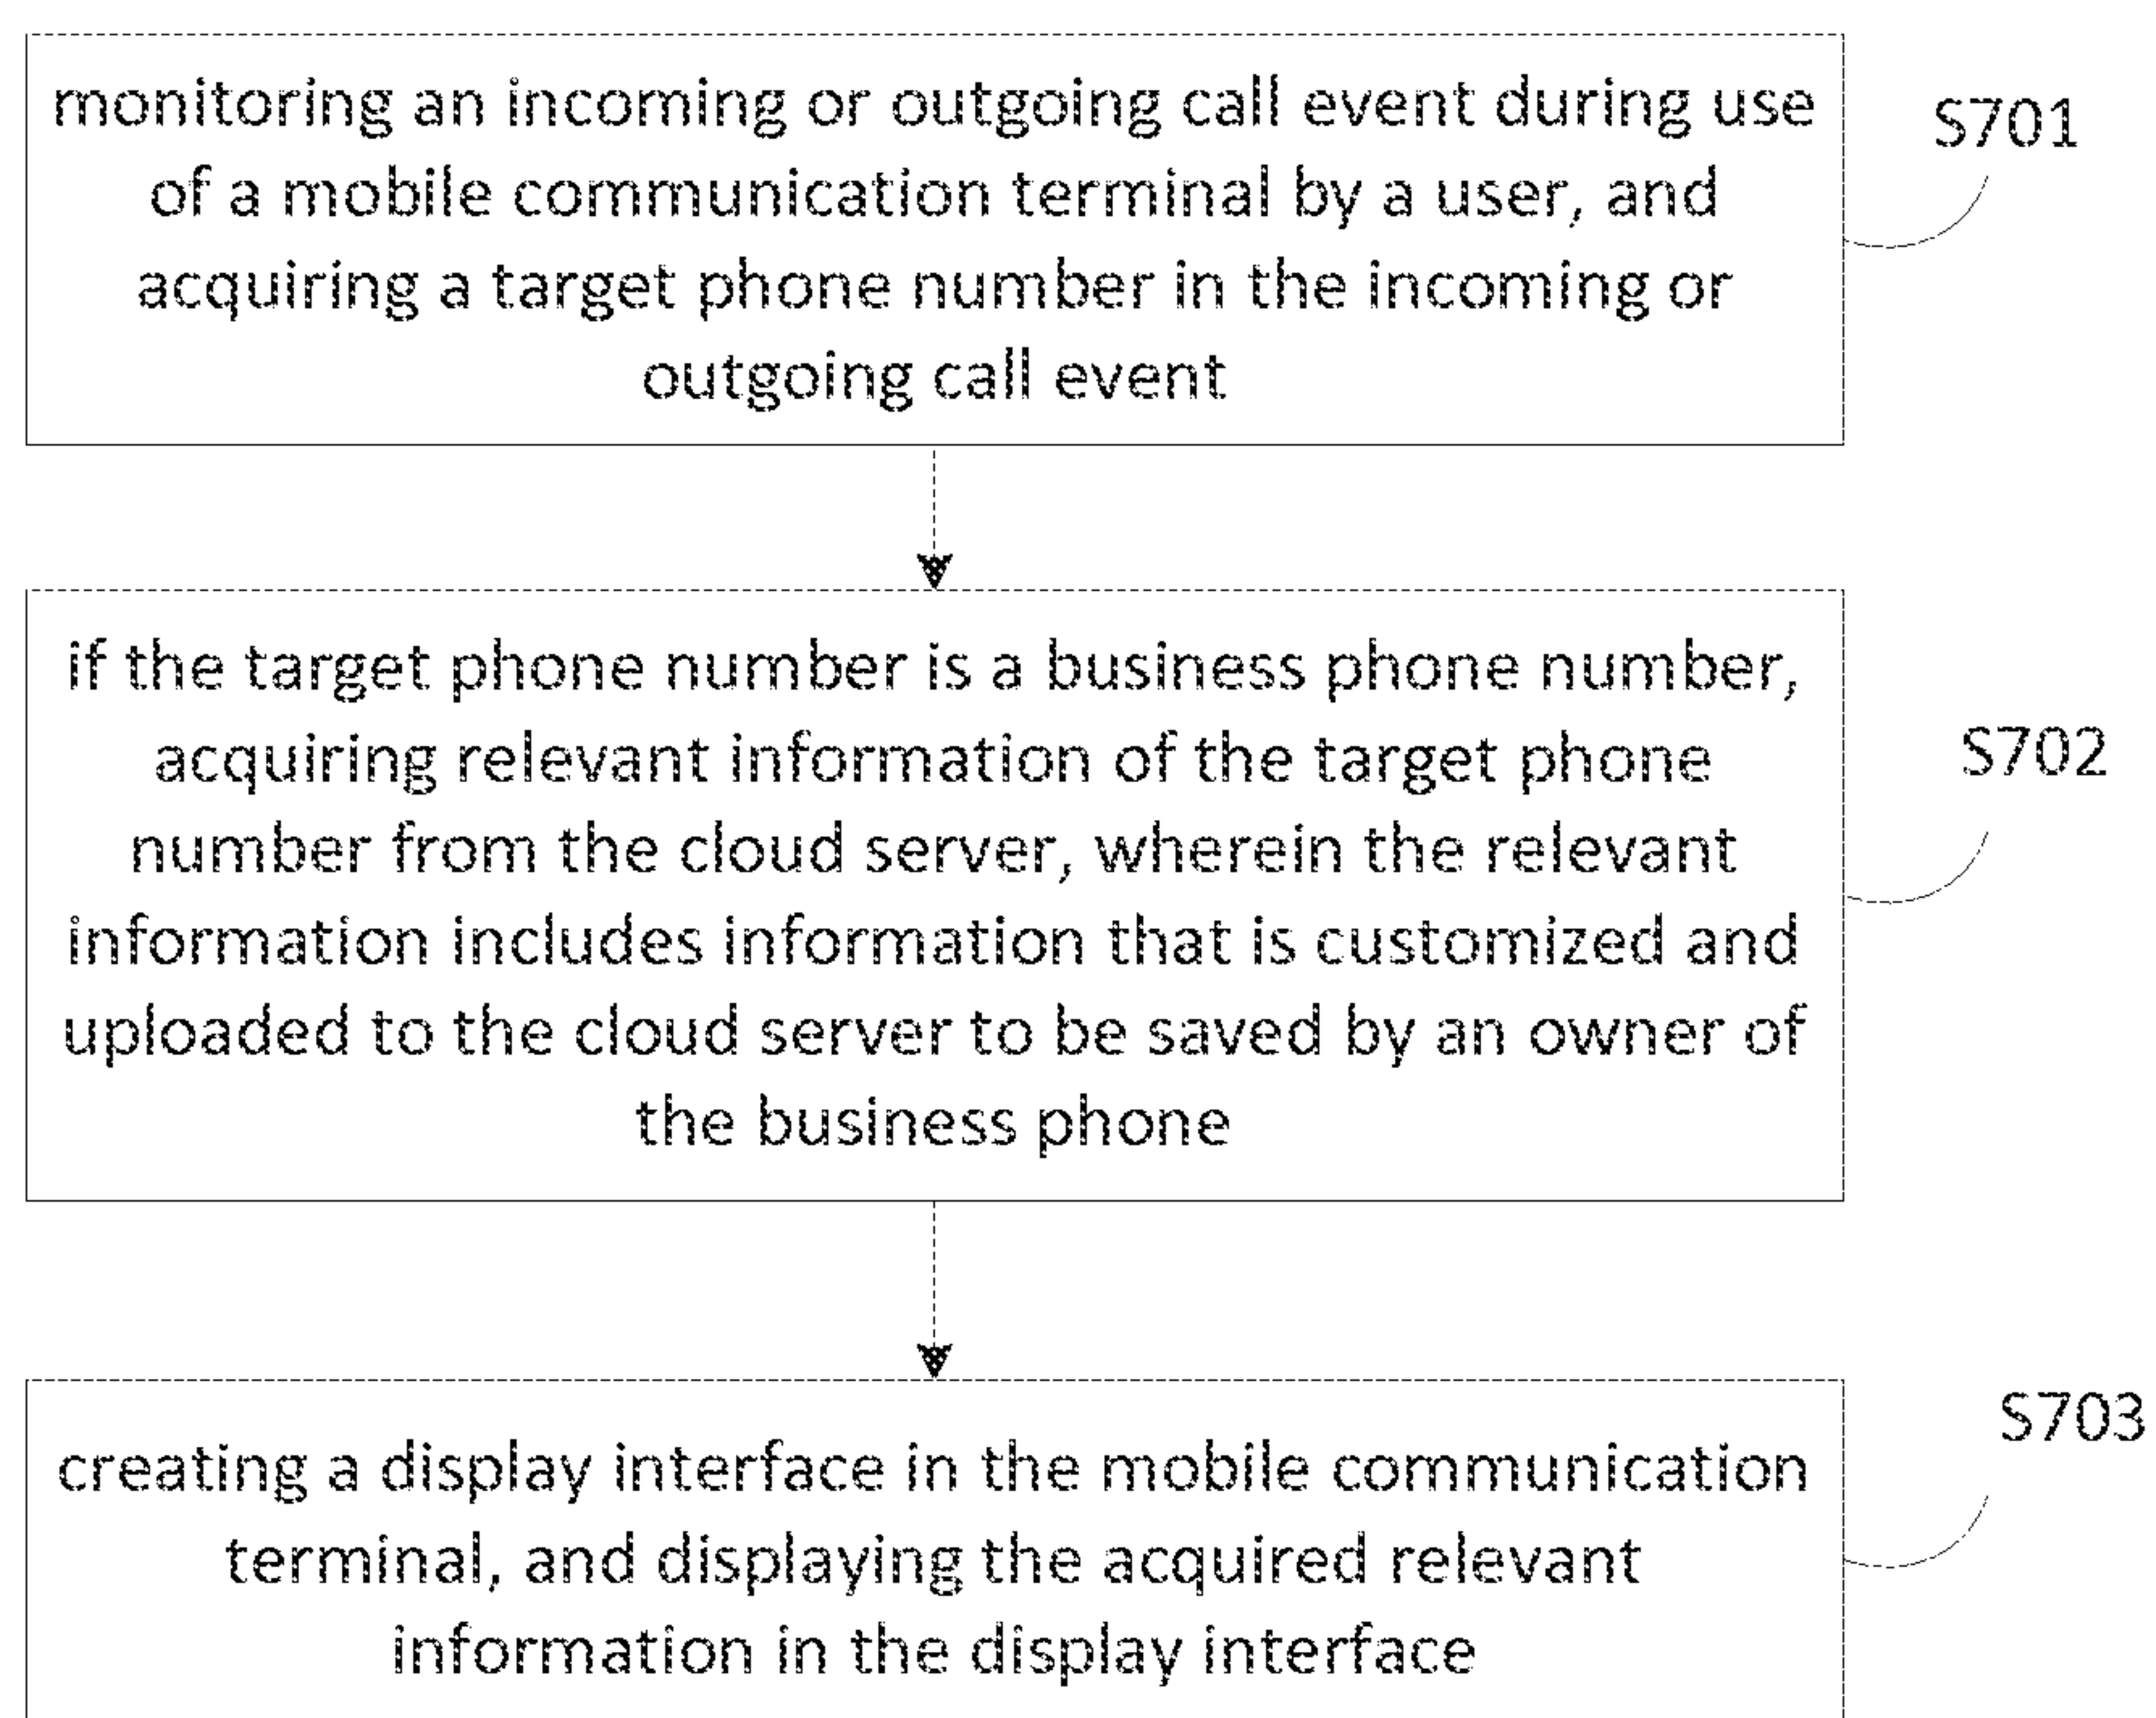 monitoring an incoming or outgoing call event during use
of a mobile communication terminal by a user, and
acquiring a target phone number in the incoming or
outgoing call event
S701
if the target phone number is a business phone number,
acquiring relevant information of the target phone
number from the cloud server, wherein the relevant
information includes information that is customized and
uploaded to the cloud server to be saved by an owner of
the business phone
S702
creating a display interface in the mobile communication
terminal, and displaying the acquired relevant
information in the display interface
S703